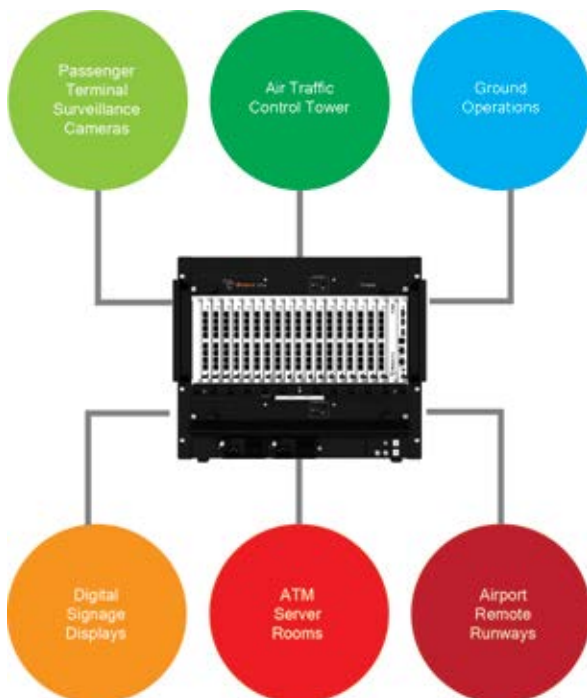 Passenger
Terminal
Surveillance
Cameras
Air Traffic
Control Tower
Ground
Operations
Digital
Signage
Displays
ATM
Server
Rooms
Airport
Remote
Runways